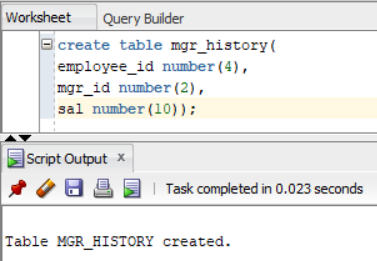 Worksheet Query Builder
create table mgr_history(
employee_id number(4),
mgr_id number(2),
sal number(10));
Script Output x
Task completed in 0.023 seconds
Table MGR_HISTORY created.